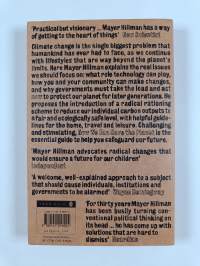 'Practical but visionary ... Mayer Hillman has a way
of getting to the heart of things'
Climate change is the single biggest problem that
humankind has ever had to face, as we continue
with lifestyles that are way beyond the planet's
limits. Here Mayer Hillman explains the real issues
we should focus on: what role technology can play,
how you and your community can make changes,
and why governments must take the lead and act
now to protect our planet for later generations. He
proposes the introduction of a radical rationing
scheme to reduce our individual carbon outputs to
a fair and ecologically safe level, with helpful guide-
lines for the home, travel and leisure. Challenging
and stimulating, How We Can Save the Planet is the
essential guide to help you safeguard our future.
'Mayer Hillman advocates radical changes that
would ensure a future for our children'
Independent
'A welcome, well-explained approach to a subject
that should cause individuals, institutions and
governments to be alarmed'
'For thirty years Mayer Hillman
has been busily turning con-
ventional political thinking on
its head ... he comes up with
solutions that are hard to
dismiss'